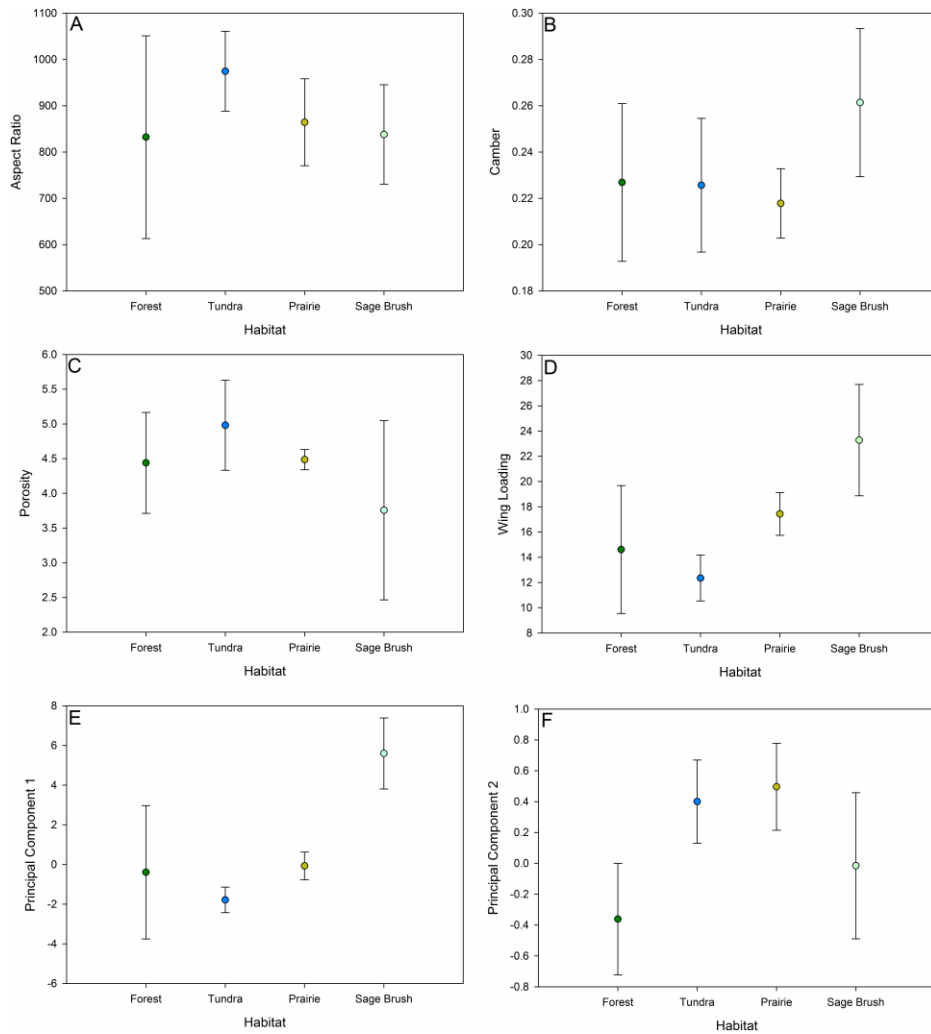 A
Aspect Ratio
1100
1000
900
800
700
600
500
Forest Tundra Prairie Sage Brush
Habitat
B
Camber
0.30
0.28
0.26
0.24
0.22
0.20
0.18
Forest Tundra Prairie Sage Brush
Habitat
C
Porosity
6.0
5.5
5.0
4.5
4.0
3.5
3.0
2.5
2.0
Forest Tundra Prairie Sage Brush
Habitat
D
Wing Loading
30
28
26
24
22
20
18
16
14
12
10
8
Forest Tundra Prairie Sage Brush
Habitat
E
Principal Component 1
8
6
4
2
0
-2
-4
-6
Forest Tundra Prairie Sage Brush
Habitat
F
Principal Component 2
1.0
0.8
0.6
0.4
0.2
0.0
-0.2
-0.4
-0.6
-0.8
Forest Tundra Prairie Sage Brush
Habitat